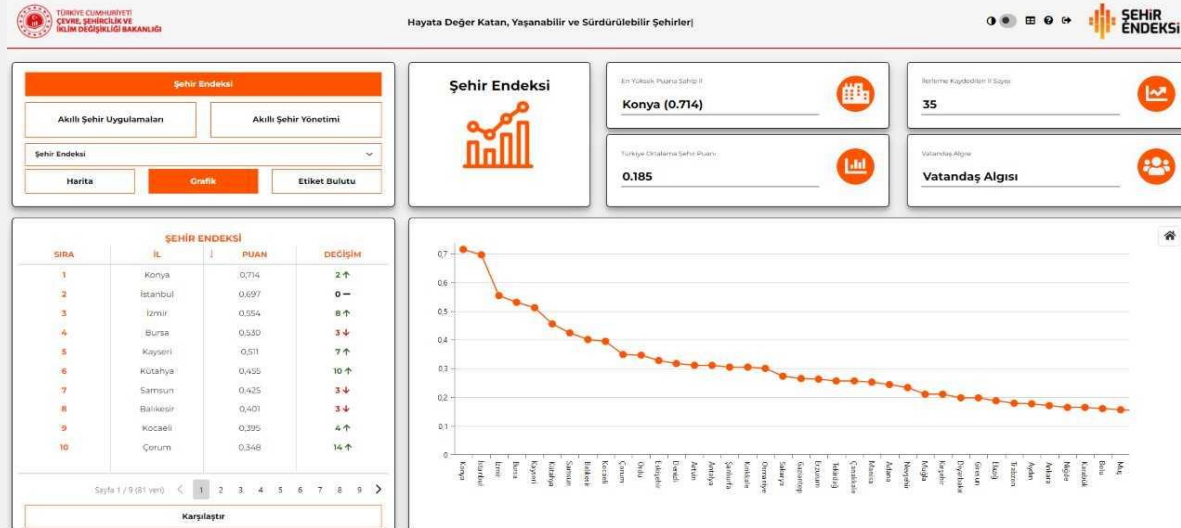 TÜRKİYE CUMHURİYETİ
ÇEVRE, ŞEHİRCİLİK VE
İKLİM DEĞİŞİKLİĞİ BAKANLIĞI
Hayata Değer Katan, Yaşanabilir ve Sürdürülebilir Şehirler|
ŞEHİR
ENDEKSİ
Şehir Endeksi
Akıllı Şehir Uygulamaları
Akıllı Şehir Yönetimi
Şehir Endeksi
Harita
Grafik
Etiket Bulutu
Şehir Endeksi
En Yüksek Puana Sahip İl
Konya (0.714)
İlerleme Kaydedilen İl Sayısı
35
Türkiye Ortalama Şehir Puanı
0.185
Vatandaş Algısı
Vatandaş Algısı
ŞEHİR ENDEKSİ
SIRA İL PUAN DEĞİŞİM
1 Konya 0,714 2 ↑
2 İstanbul 0,697 0 –
3 İzmir 0,554 8 ↑
4 Bursa 0,530 3 ↓
5 Kayseri 0,511 7 ↑
6 Kütahya 0,455 10 ↑
7 Samsun 0,425 3 ↓
8 Balıkesir 0,401 3 ↓
9 Kocaeli 0,395 4 ↑
10 Çorum 0,348 14 ↑
Sayfa 1 / 9 (81 veri) < 1 2 3 4 5 6 7 8 9 >
Karşılaştır
0,7
0,6
0,5
0,4
0,3
0,2
0,1
0
Konya
İstanbul
İzmir
Bursa
Kayseri
Kütahya
Samsun
Balıkesir
Kocaeli
Çorum
Ordu
Eskişehir
Denizli
Artvin
Antalya
Şanlıurfa
Kırıkkale
Osmaniye
Sakarya
Gaziantep
Erzurum
Tekirdağ
Çanakkale
Manisa
Adana
Nevşehir
Muğla
Kırşehir
Diyarbakır
Giresun
Elazığ
Trabzon
Aydın
Ankara
Niğde
Karabük
Bolu
Muş